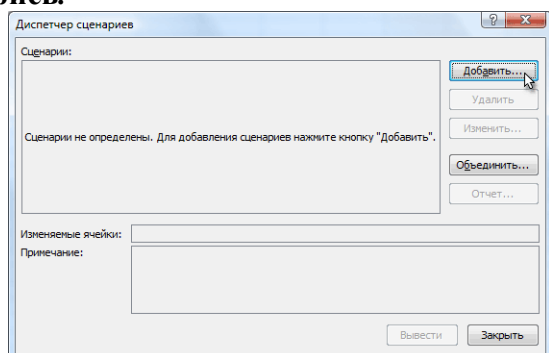 Диспетчер сценариев
Сценарии:
Добавить...
Удалить
Сценарии не определены. Для добавления сценариев нажмите кнопку "Добавить".
Изменить...
Объединить...
Отчет...
Изменяемые ячейки:
Примечание:
Вывести
Закрыть